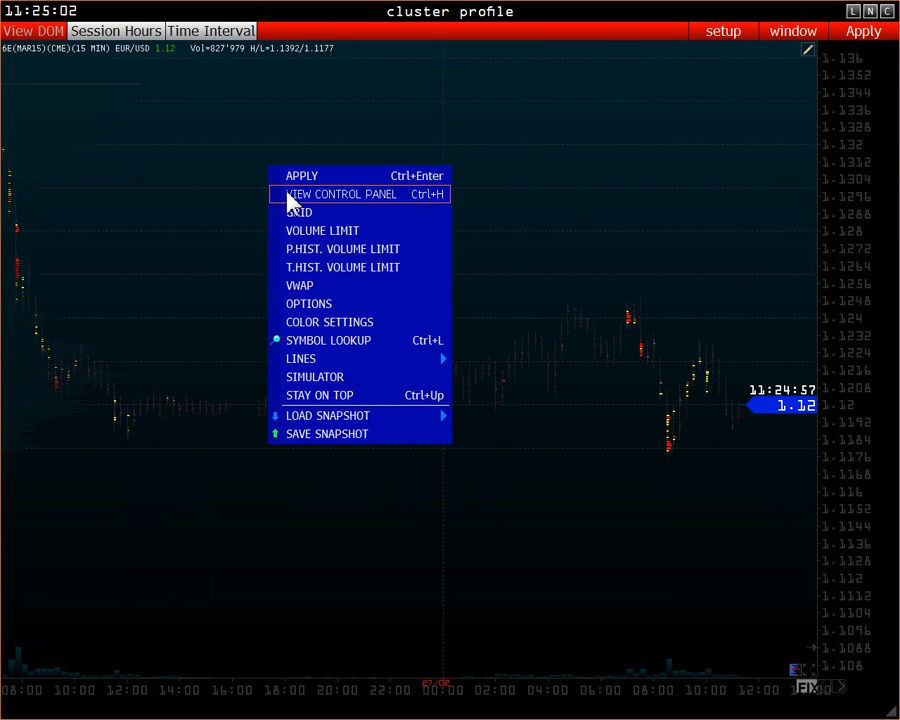 11:25:02
cluster profile
L N C
View DOM Session Hours Time Interval
setup window Apply
6E(MAR15)(CME)(15 MIN) EUR/USD 1.12 Vol=827'979 H/L=1.1392/1.1177
APPLY Ctrl+Enter
VIEW CONTROL PANEL Ctrl+H
GRID
VOLUME LIMIT
P.HIST. VOLUME LIMIT
T.HIST. VOLUME LIMIT
VWAP
OPTIONS
COLOR SETTINGS
SYMBOL LOOKUP Ctrl+L
LINES
SIMULATOR
STAY ON TOP Ctrl+Up
LOAD SNAPSHOT
SAVE SNAPSHOT
1.136
1.1352
1.1344
1.1336
1.1328
1.132
1.1312
1.1304
1.1296
1.1288
1.128
1.1272
1.1264
1.1256
1.1248
1.124
1.1232
1.1224
1.1216
1.1208
11:24:57
1.12
1.12
1.1192
1.1184
1.1176
1.1168
1.116
1.1152
1.1144
1.1136
1.1128
1.112
1.1112
1.1104
1.1096
1.1088
1.108
27/02
08:00 10:00 12:00 14:00 16:00 18:00 20:00 22:00 00:00 02:00 04:00 06:00 08:00 10:00 12:00
FIX